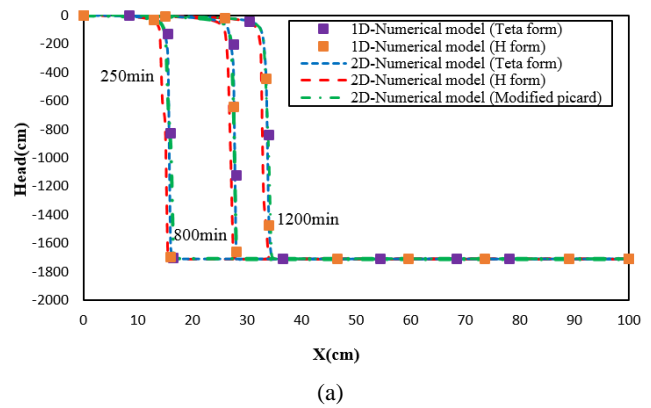 0
-200
-400
-600
-800
-1000
-1200
-1400
-1600
-1800
-2000
Head(cm)
1D-Numerical model (Teta form)
1D-Numerical model (H form)
2D-Numerical model (Teta form)
2D-Numerical model (H form)
2D-Numerical model (Modified picard)
250min
800min
1200min
0 10 20 30 40 50 60 70 80 90 100
X(cm)
(a)